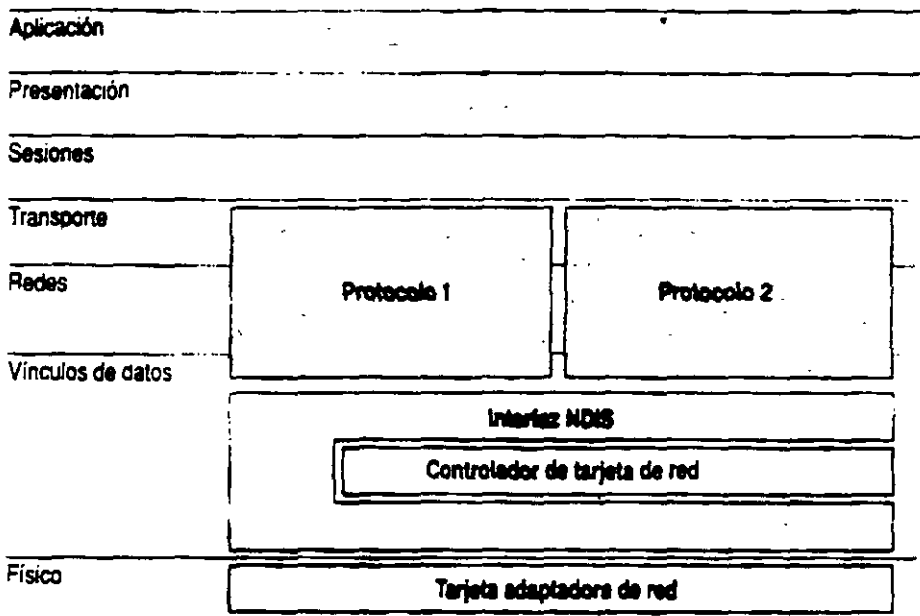 Aplicación
Presentación
Sesiones
Transporte
Redes
Protocolo 1
Protocolo 2
Vínculos de datos
Interfaz NDIS
Controlador de tarjeta de red
Físico
Tarjeta adaptadora de red